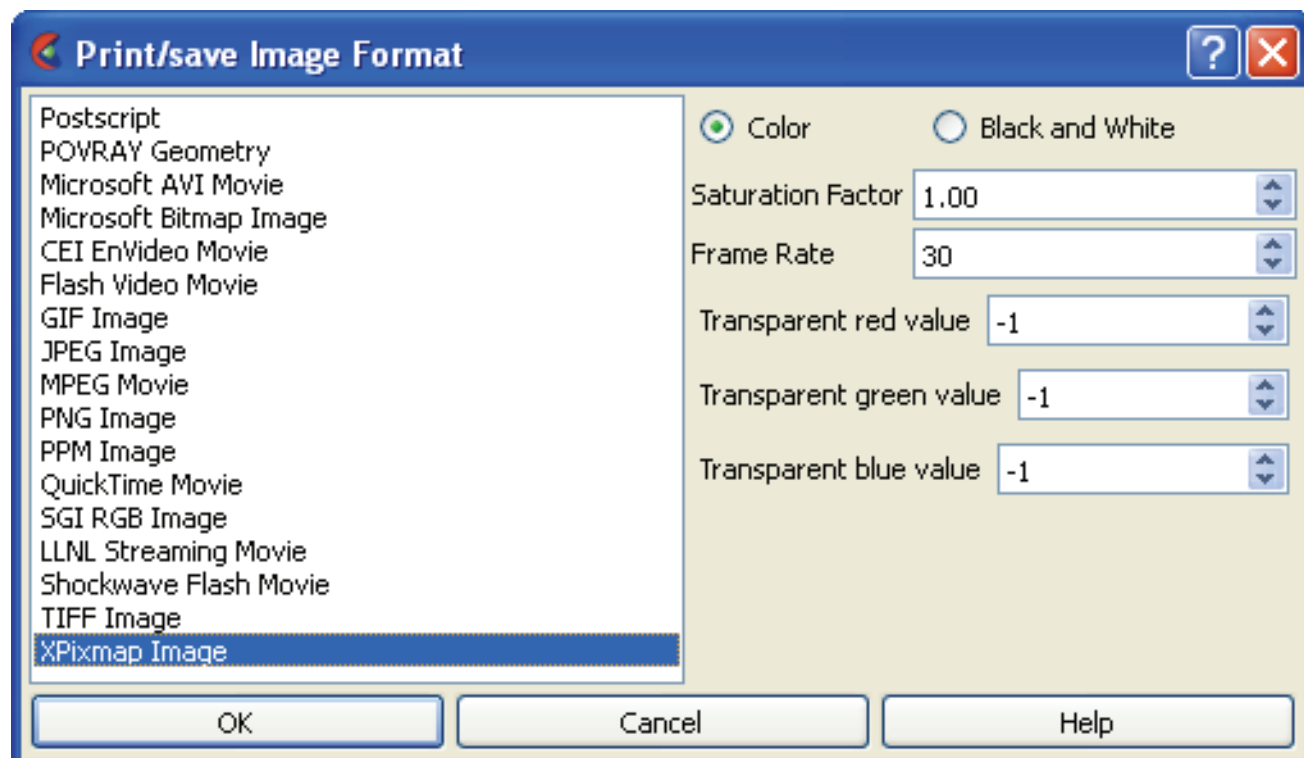 Print/save Image Format
Postscript
POVRAY Geometry
Microsoft AVI Movie
Microsoft Bitmap Image
CEI EnVideo Movie
Flash Video Movie
GIF Image
JPEG Image
MPEG Movie
PNG Image
PPM Image
QuickTime Movie
SGI RGB Image
LLNL Streaming Movie
Shockwave Flash Movie
TIFF Image
XPixmap Image
Color Black and White
Saturation Factor 1.00
Frame Rate 30
Transparent red value -1
Transparent green value -1
Transparent blue value -1
OK Cancel Help